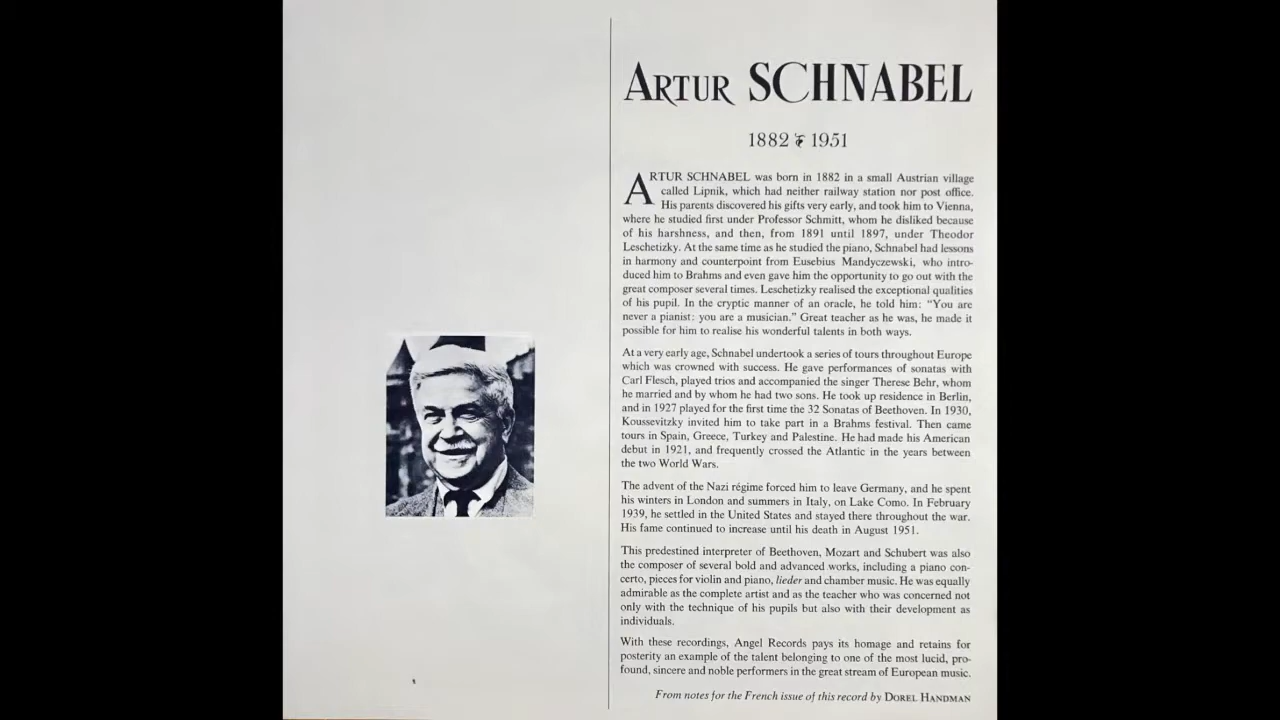 ARTUR SCHNABEL
1882 1951
ARTUR SCHNABEL was born in 1882 in a small Austrian village
called Lipnik, which had neither railway station nor post office.
His parents discovered his gifts very early, and took him to Vienna,
where he studied first under Professor Schmitt, whom he disliked because
of his harshness, and then, from 1891 until 1897, under Theodor
Leschetizky. At the same time as he studied the piano, Schnabel had lessons
in harmony and counterpoint from Eusebius Mandyczewski, who intro-
duced him to Brahms and even gave him the opportunity to go out with the
great composer several times. Leschetizky realised the exceptional qualities
of his pupil. In the cryptic manner of an oracle, he told him: “You are
never a pianist: you are a musician.” Great teacher as he was, he made it
possible for him to realise his wonderful talents in both ways.
At a very early age, Schnabel undertook a series of tours throughout Europe
which was crowned with success. He gave performances of sonatas with
Carl Flesch, played trios and accompanied the singer Therese Behr, whom
he married and by whom he had two sons. He took up residence in Berlin,
and in 1927 played for the first time the 32 Sonatas of Beethoven. In 1930,
Koussevitzky invited him to take part in a Brahms festival. Then came
tours in Spain, Greece, Turkey and Palestine. He had made his American
debut in 1921, and frequently crossed the Atlantic in the years between
the two World Wars.
The advent of the Nazi régime forced him to leave Germany, and he spent
his winters in London and summers in Italy, on Lake Como. In February
1939, he settled in the United States and stayed there throughout the war.
His fame continued to increase until his death in August 1951.
This predestined interpreter of Beethoven, Mozart and Schubert was also
the composer of several bold and advanced works, including a piano con-
certo, pieces for violin and piano, lieder and chamber music. He was equally
admirable as the complete artist and as the teacher who was concerned not
only with the technique of his pupils but also with their development as
individuals.
With these recordings, Angel Records pays its homage and retains for
posterity an example of the talent belonging to one of the most lucid, pro-
found, sincere and noble performers in the great stream of European music.
From notes for the French issue of this record by DOREL HANDMAN